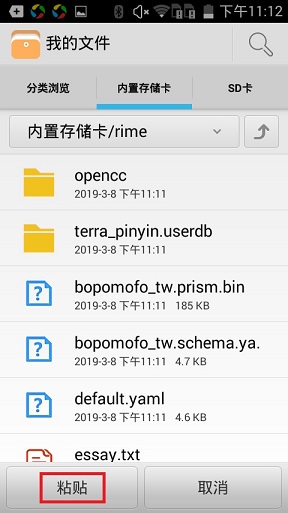 下午11:12
我的文件
分类浏览
内置存储卡
SD卡
内置存储卡/rime
opencc
2019-3-8 下午11:11
terra_pinyin.userdb
2019-3-8 下午11:11
bopomofo_tw.prism.bin
2019-3-8 下午11:11 185 KB
bopomofo_tw.schema.ya.
2019-3-8 下午11:11 4.7 KB
default.yaml
2019-3-8 下午11:11 4.6 KB
essay.txt
粘贴
取消